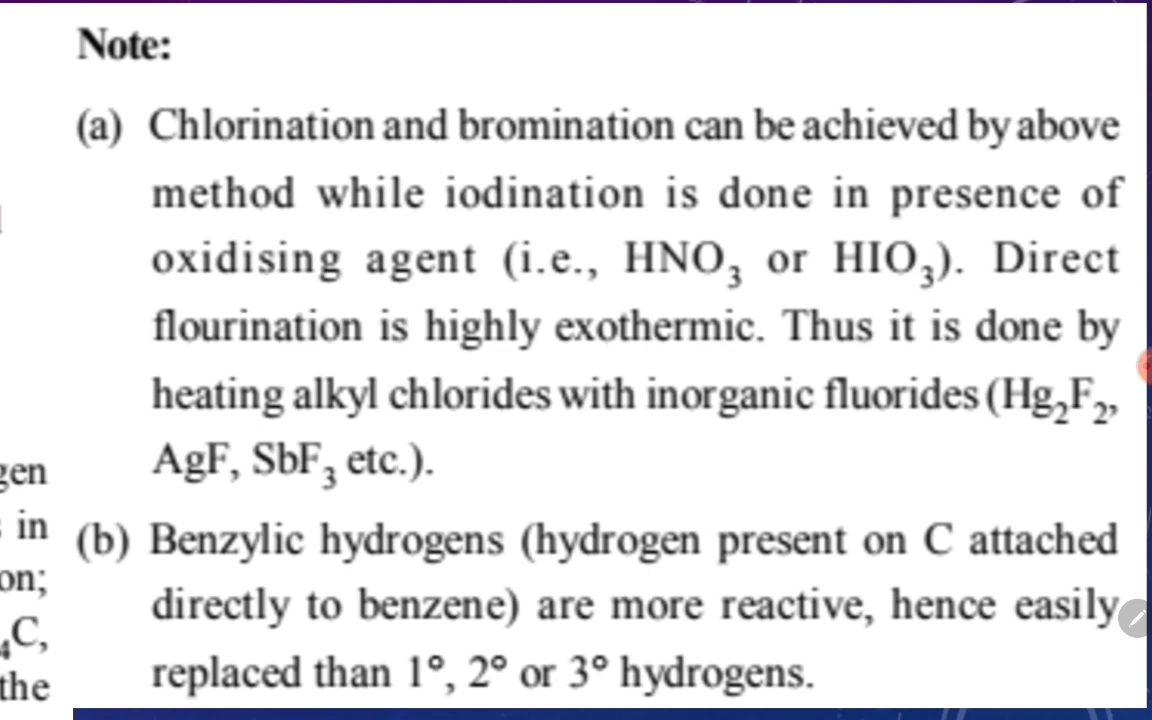 Note:
(a) Chlorination and bromination can be achieved by above
method while iodination is done in presence of
oxidising agent (i.e., HNO₃ or HIO₃). Direct
flourination is highly exothermic. Thus it is done by
heating alkyl chlorides with inorganic fluorides (Hg₂F₂,
AgF, SbF₃ etc.).
(b) Benzylic hydrogens (hydrogen present on C attached
directly to benzene) are more reactive, hence easily
replaced than 1°, 2° or 3° hydrogens.
gen
in
on;
₄C,
the